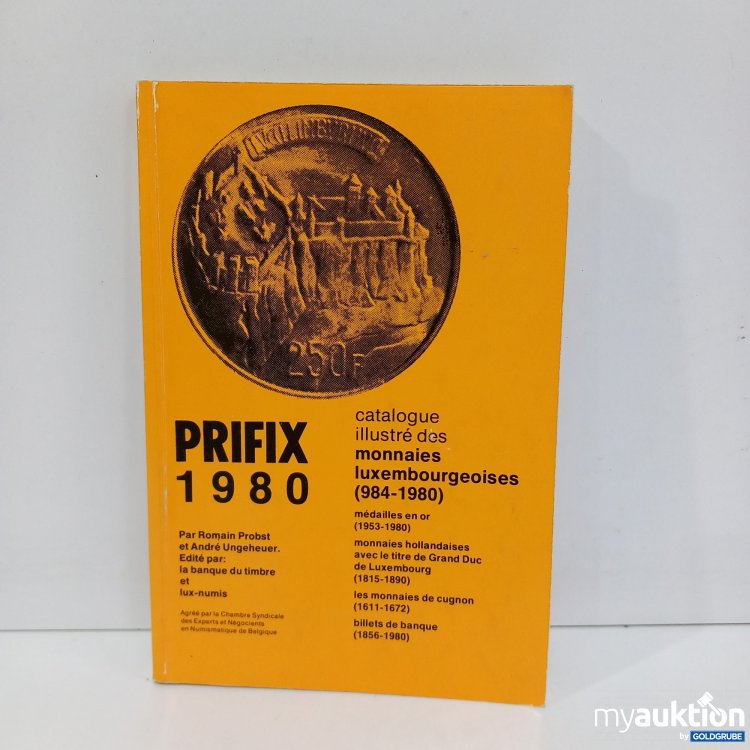 LUXEMBOURG
250F
PRIFIX
1980
Par Romain Probst
et André Ungeheuer.
Edité par:
la banque du timbre
et
lux-numis
Agréé par la Chambre Syndicale
des Experts et Négocients
en Numismatique de Belgique
catalogue
illustré des
monnaies
luxembourgeoises
(984-1980)
médailles en or
(1953-1980)
monnaies hollandaises
avec le titre de Grand Duc
de Luxembourg
(1815-1890)
les monnaies de cugnon
(1611-1672)
billets de banque
(1856-1980)
myauktion
by GOLDGRUBE